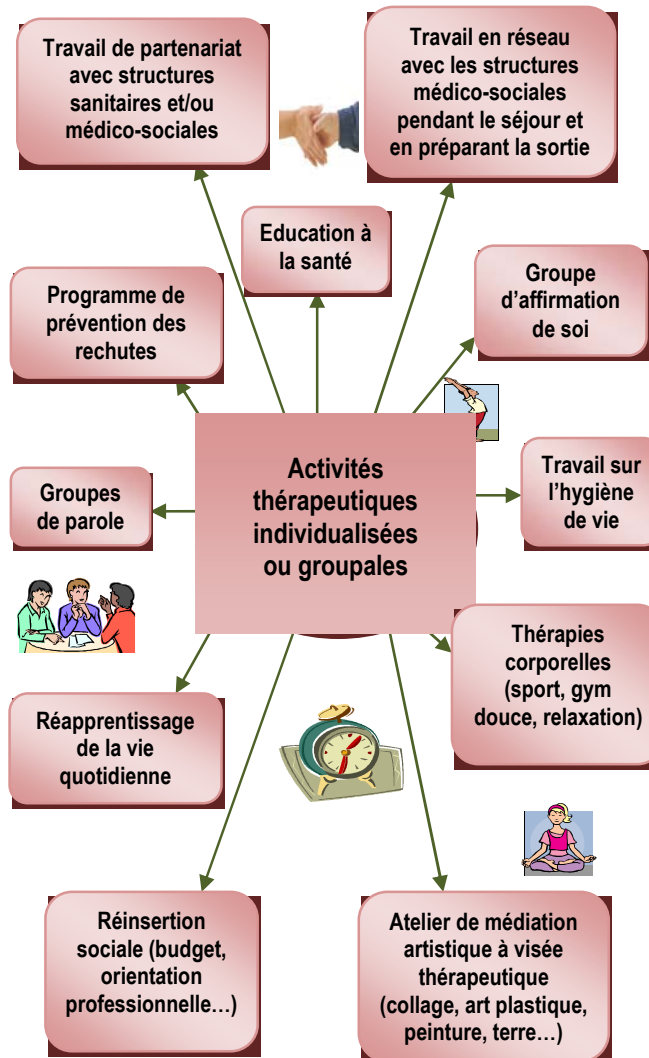 Travail de partenariat
avec structures
sanitaires et/ou
médico-sociales
Travail en réseau
avec les structures
médico-sociales
pendant le séjour et
en préparant la sortie
Education à
la santé
Programme de
prévention des
rechutes
Groupe
d’affirmation
de soi
Activités
thérapeutiques
individualisées
ou groupales
Groupes
de parole
Travail sur
l’hygiène
de vie
Thérapies
corporelles
(sport, gym
douce, relaxation)
Réapprentissage
de la vie
quotidienne
Réinsertion
sociale (budget,
orientation
professionnelle…)
Atelier de médiation
artistique à visée
thérapeutique
(collage, art plastique,
peinture, terre…)